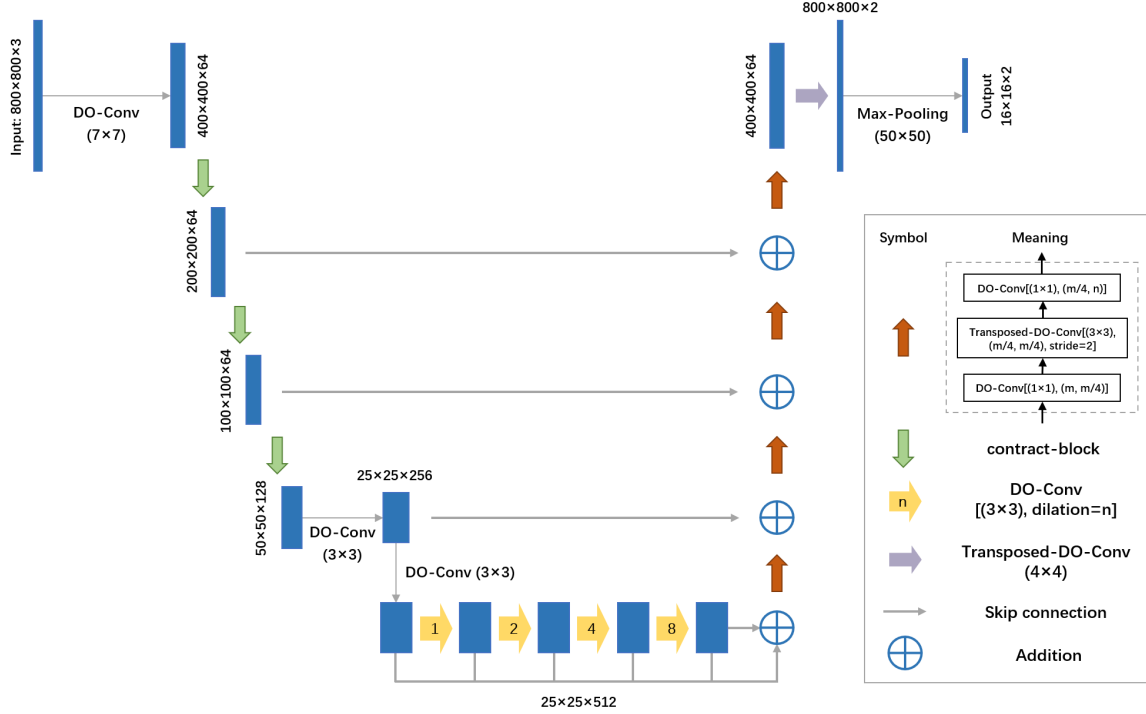 Input: 800×800×3
DO-Conv
(7×7)
400×400×64
200×200×64
100×100×64
50×50×128
DO-Conv
(3×3)
25×25×256
DO-Conv (3×3)
1
2
4
8
25×25×512
400×400×64
800×800×2
Max-Pooling
(50×50)
Output
16×16×2
Symbol
Meaning
DO-Conv[(1×1), (m/4, n)]
Transposed-DO-Conv[(3×3),
(m/4, m/4), stride=2]
DO-Conv[(1×1), (m, m/4)]
contract-block
n
DO-Conv
[(3×3), dilation=n]
Transposed-DO-Conv
(4×4)
Skip connection
Addition